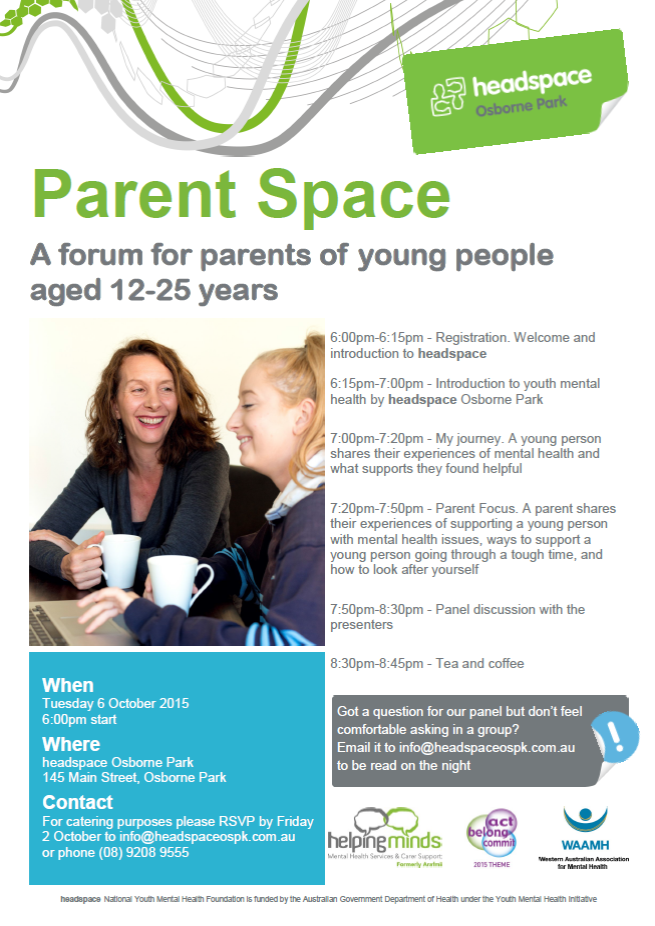 headspace
Osborne Park
Parent Space
A forum for parents of young people
aged 12-25 years
6:00pm-6:15pm - Registration. Welcome and
introduction to headspace
6:15pm-7:00pm - Introduction to youth mental
health by headspace Osborne Park
7:00pm-7:20pm - My journey. A young person
shares their experiences of mental health and
what supports they found helpful
7:20pm-7:50pm - Parent Focus. A parent shares
their experiences of supporting a young person
with mental health issues, ways to support a
young person going through a tough time, and
how to look after yourself
7:50pm-8:30pm - Panel discussion with the
presenters
8:30pm-8:45pm - Tea and coffee
When
Tuesday 6 October 2015
6:00pm start
Where
headspace Osborne Park
145 Main Street, Osborne Park
Contact
For catering purposes please RSVP by Friday
2 October to info@headspaceospk.com.au
or phone (08) 9208 9555
Got a question for our panel but don't feel
comfortable asking in a group?
Email it to info@headspaceospk.com.au
to be read on the night
!
helpingminds
Mental Health Services & Carer Support
Formerly Arafmi
act
belong
commit
2015 THEME
WAAMH
Western Australian Association
for Mental Health
headspace National Youth Mental Health Foundation is funded by the Australian Government Department of Health under the Youth Mental Health Initiative